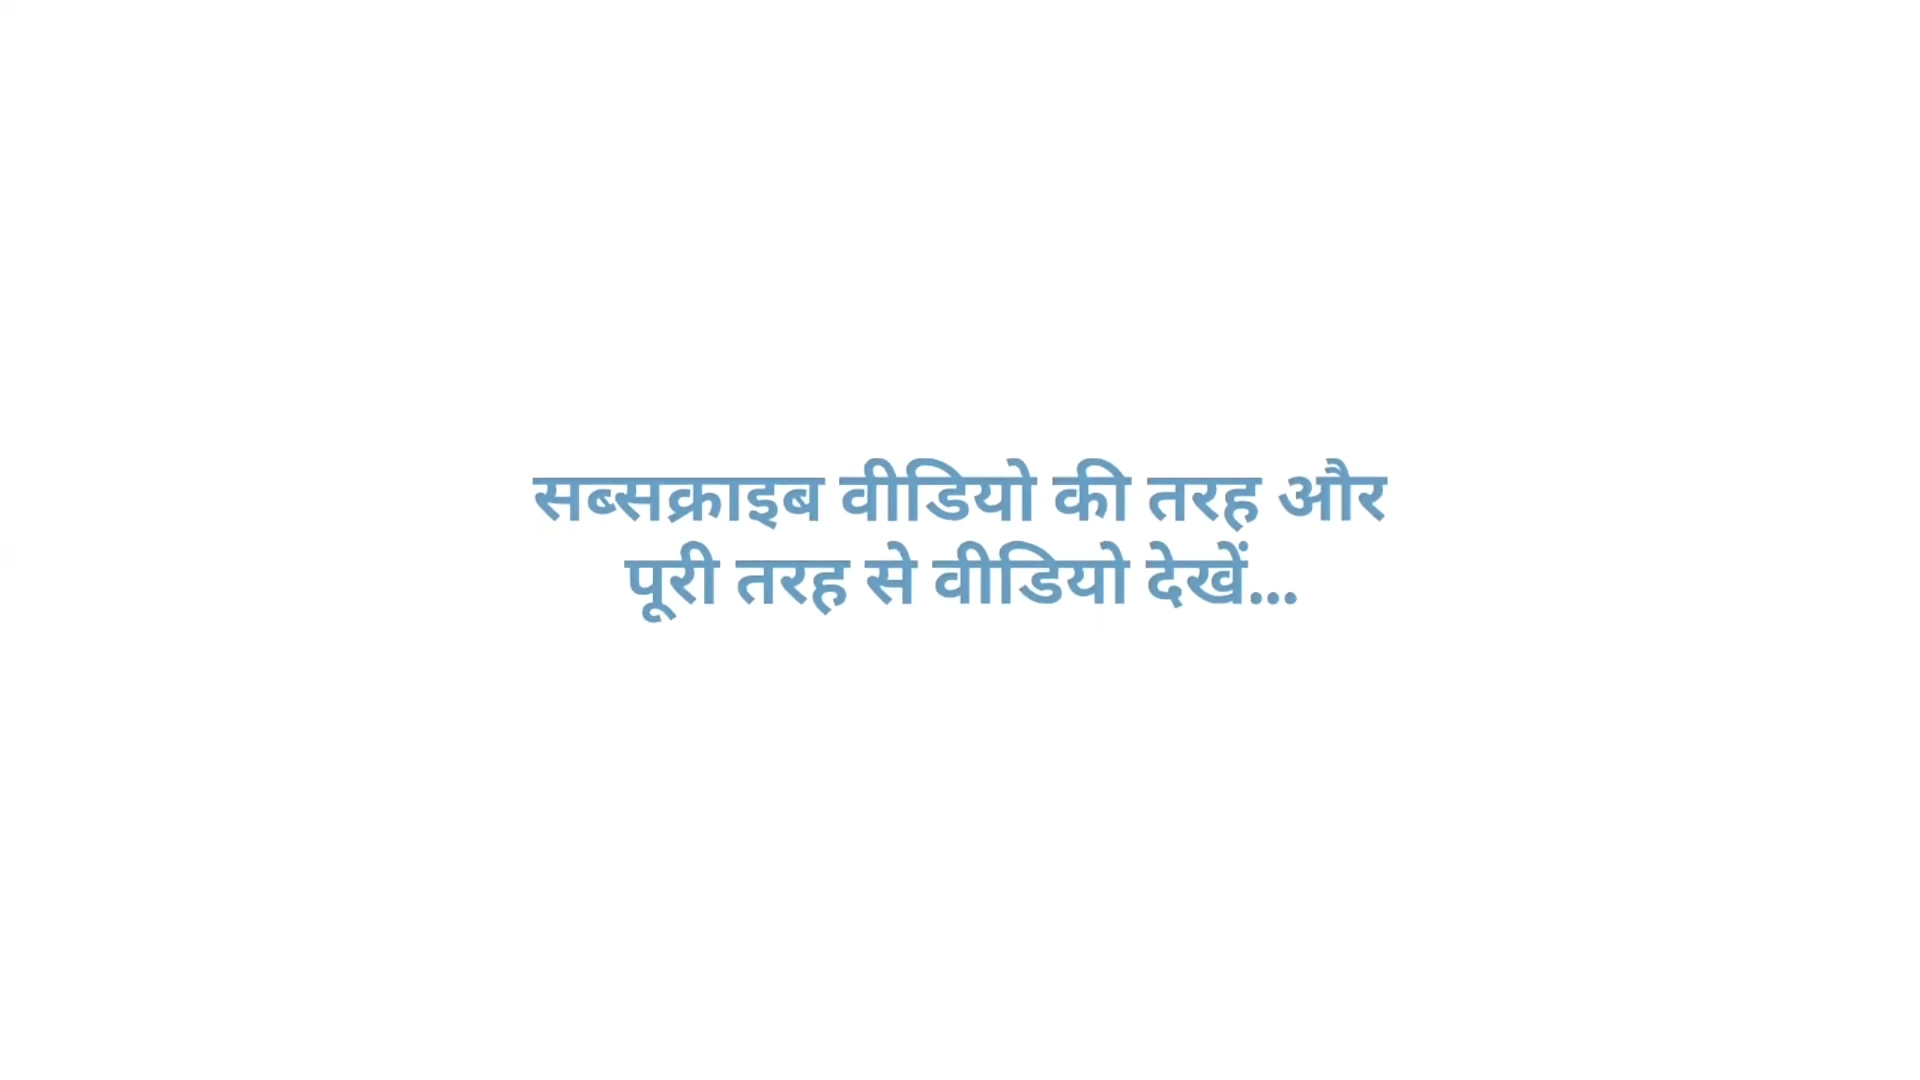 सब्सक्राइब वीडियो की तरह और
पूरी तरह से वीडियो देखें...